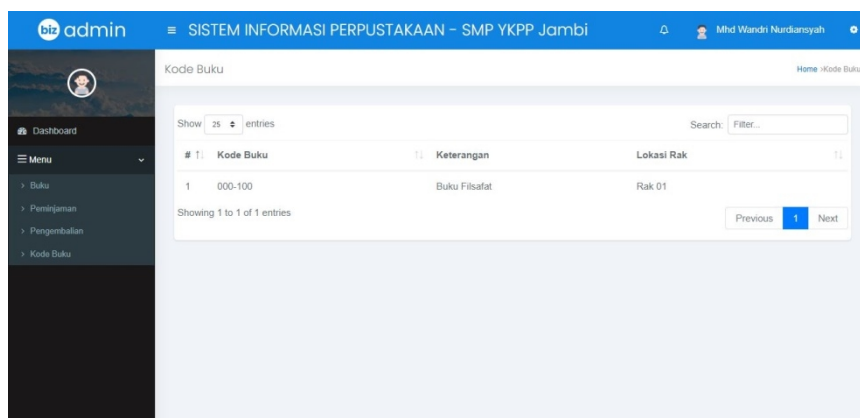 biz admin
≡ SISTEM INFORMASI PERPUSTAKAAN - SMP YKPP Jambi
Mhd Wandri Nurdiansyah
Kode Buku
Home >Kode Buku
Dashboard
Menu
> Buku
> Peminjaman
> Pengembalian
> Kode Buku
Show 25 entries
Search: Filter...
# Kode Buku Keterangan Lokasi Rak
1 000-100 Buku Filsafat Rak 01
Showing 1 to 1 of 1 entries
Previous 1 Next